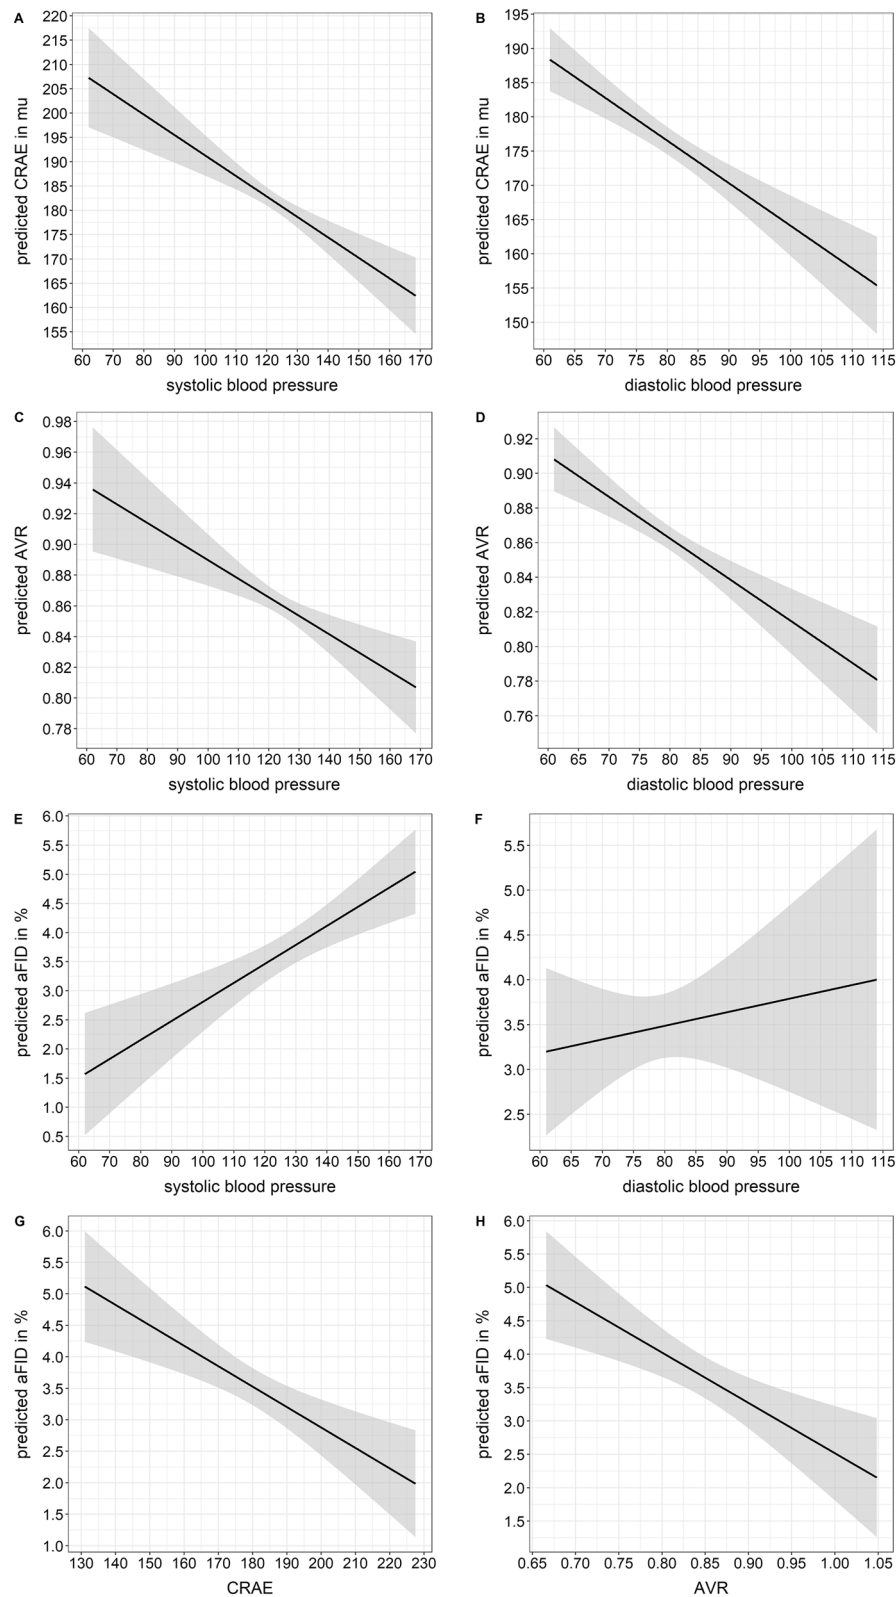 A
predicted CRAE in mu
220
215
210
205
200
195
190
185
180
175
170
165
160
155
60 70 80 90 100 110 120 130 140 150 160 170
systolic blood pressure
B
predicted CRAE in mu
195
190
185
180
175
170
165
160
155
150
60 65 70 75 80 85 90 95 100 105 110 115
diastolic blood pressure
C
predicted AVR
0.98
0.96
0.94
0.92
0.90
0.88
0.86
0.84
0.82
0.80
0.78
60 70 80 90 100 110 120 130 140 150 160 170
systolic blood pressure
D
predicted AVR
0.92
0.90
0.88
0.86
0.84
0.82
0.80
0.78
0.76
60 65 70 75 80 85 90 95 100 105 110 115
diastolic blood pressure
E
predicted aFID in %
6.0
5.5
5.0
4.5
4.0
3.5
3.0
2.5
2.0
1.5
1.0
0.5
60 70 80 90 100 110 120 130 140 150 160 170
systolic blood pressure
F
predicted aFID in %
5.5
5.0
4.5
4.0
3.5
3.0
2.5
60 65 70 75 80 85 90 95 100 105 110 115
diastolic blood pressure
G
predicted aFID in %
6.0
5.5
5.0
4.5
4.0
3.5
3.0
2.5
2.0
1.5
1.0
130 140 150 160 170 180 190 200 210 220 230
CRAE
H
predicted aFID in %
6.0
5.5
5.0
4.5
4.0
3.5
3.0
2.5
2.0
1.5
0.65 0.70 0.75 0.80 0.85 0.90 0.95 1.00 1.05
AVR